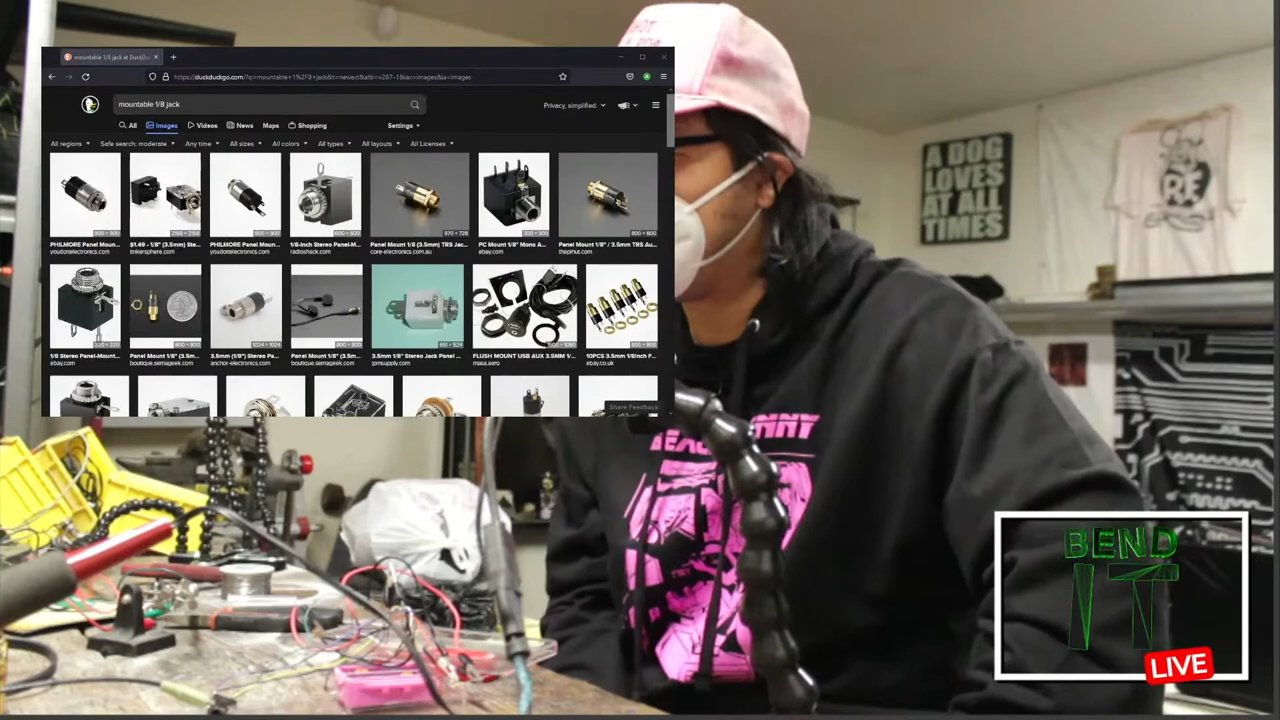 mountable 1/8 jack at DuckDu
https://duckduckgo.com/?q=mountable+1%2F8+jack&t=newext&atb=v287-1&iax=images&ia=images
mountable 1/8 jack
Privacy, simplified.
All Images Videos News Maps Shopping Settings
All regions Safe search: moderate Any time All sizes All colors All types All layouts All Licenses
PHILMORE Panel Moun...
youdoitelectronics.com
$1.49 - 1/8" (3.5mm) Ste...
tinkersphere.com
PHILMORE Panel Moun...
youdoitelectronics.com
1/8-Inch Stereo Panel-M...
radioshack.com
Panel Mount 1/8 (3.5mm) TRS Jac...
core-electronics.com.au
PC Mount 1/8" Mono A...
ebay.com
Panel Mount 1/8" / 3.5mm TRS Au...
thepihut.com
1/8 Stereo Panel-Mount...
ebay.com
Panel Mount 1/8" (3.5m...
boutique.semageek.com
3.5mm (1/8") Stereo Pa...
anchor-electronics.com
Panel Mount 1/8" (3.5m...
boutique.semageek.com
3.5mm 1/8" Stereo Jack Panel ...
jpmsupply.com
FLUSH MOUNT USB AUX 3.5MM 1/...
masa.aero
10PCS 3.5mm 1/8inch F...
ebay.co.uk
Share Feedback
A DOG
LOVES
AT ALL
TIMES
RF
BEND
IT
LIVE